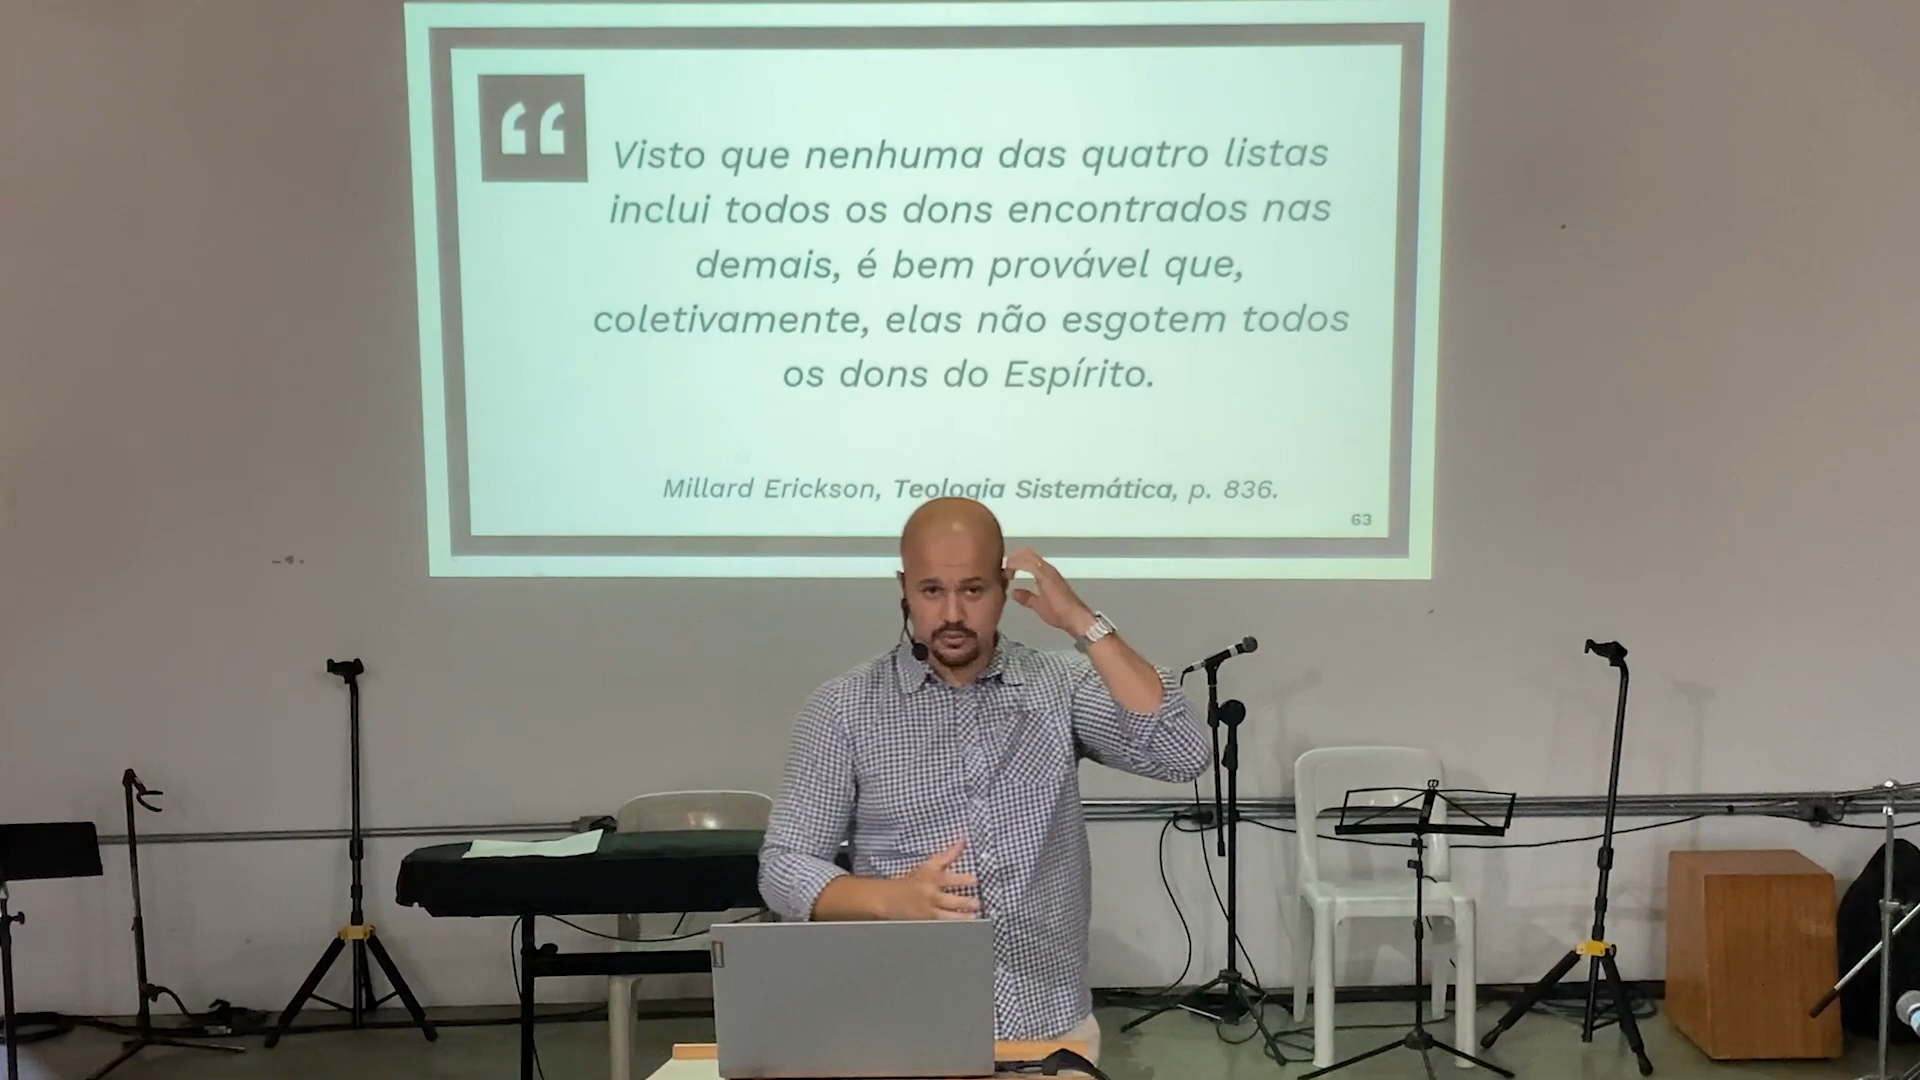 “
Visto que nenhuma das quatro listas
inclui todos os dons encontrados nas
demais, é bem provável que,
coletivamente, elas não esgotem todos
os dons do Espírito.
Millard Erickson, Teologia Sistemática, p. 836.
63